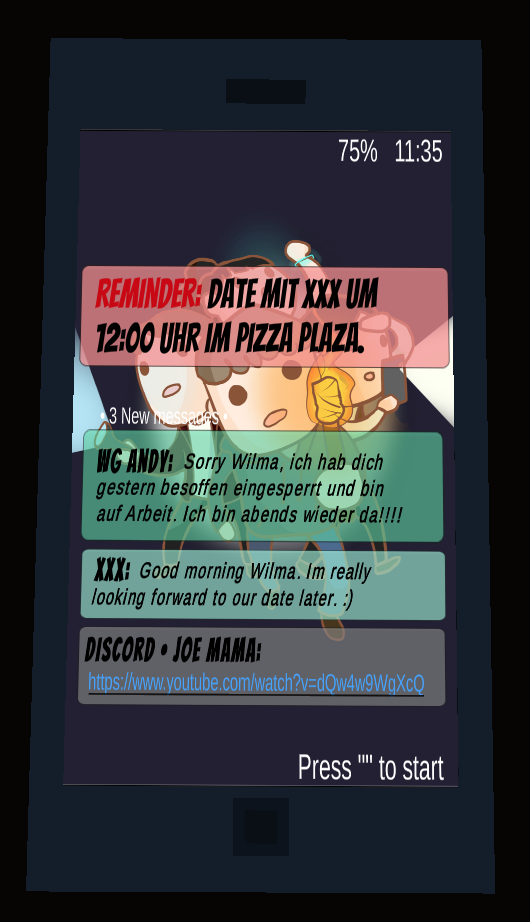 75% 11:35
REMINDER: DATE MIT XXX UM
12:00 UHR IM PIZZA PLAZA.
• 3 New messages •
WG ANDY: Sorry Wilma, ich hab dich
gestern besoffen eingesperrt und bin
auf Arbeit. Ich bin abends wieder da!!!!
XXX: Good morning Wilma. Im really
looking forward to our date later. :)
DISCORD • JOE MAMA:
https://www.youtube.com/watch?v=dQw4w9WgXcQ
Press "" to start